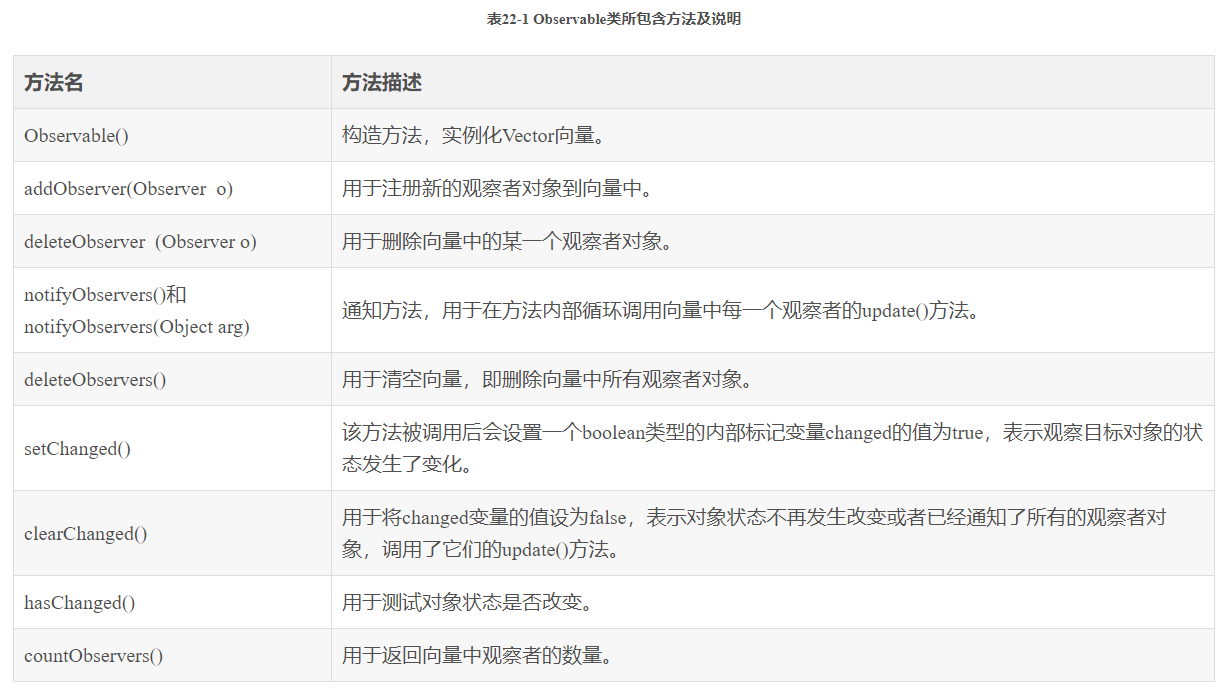 表22-1 Observable类所包含方法及说明
方法名 方法描述
Observable() 构造方法，实例化Vector向量。
addObserver(Observer  o) 用于注册新的观察者对象到向量中。
deleteObserver  (Observer o) 用于删除向量中的某一个观察者对象。
notifyObservers()和
notifyObservers(Object arg)
通知方法，用于在方法内部循环调用向量中每一个观察者的update()方法。
deleteObservers() 用于清空向量，即删除向量中所有观察者对象。
setChanged()
该方法被调用后会设置一个boolean类型的内部标记变量changed的值为true，表示观察目标对象的状
态发生了变化。
clearChanged()
用于将changed变量的值设为false，表示对象状态不再发生改变或者已经通知了所有的观察者对
象，调用了它们的update()方法。
hasChanged() 用于测试对象状态是否改变。
countObservers() 用于返回向量中观察者的数量。